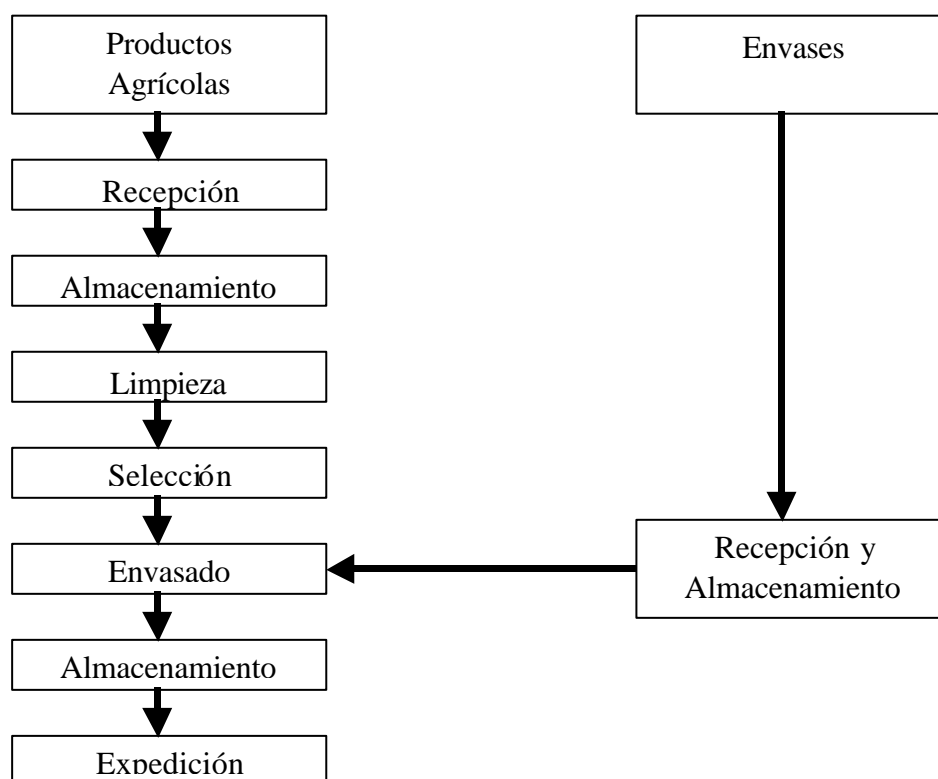 Productos
Agrícolas
Envases
Recepción
Almacenamiento
Limpieza
Selección
Envasado
Recepción y
Almacenamiento
Almacenamiento
Expedición